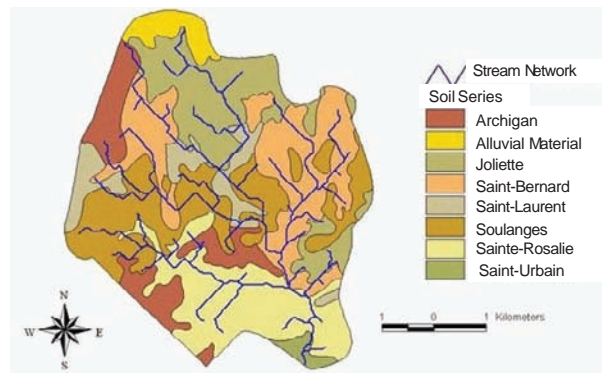 Stream Network
Soil Series
Archigan
Alluvial Material
Joliette
Saint-Bernard
Saint-Laurent
Soulanges
Sainte-Rosalie
Saint-Urbain
N
W E
S
1 0 1 Kilometers